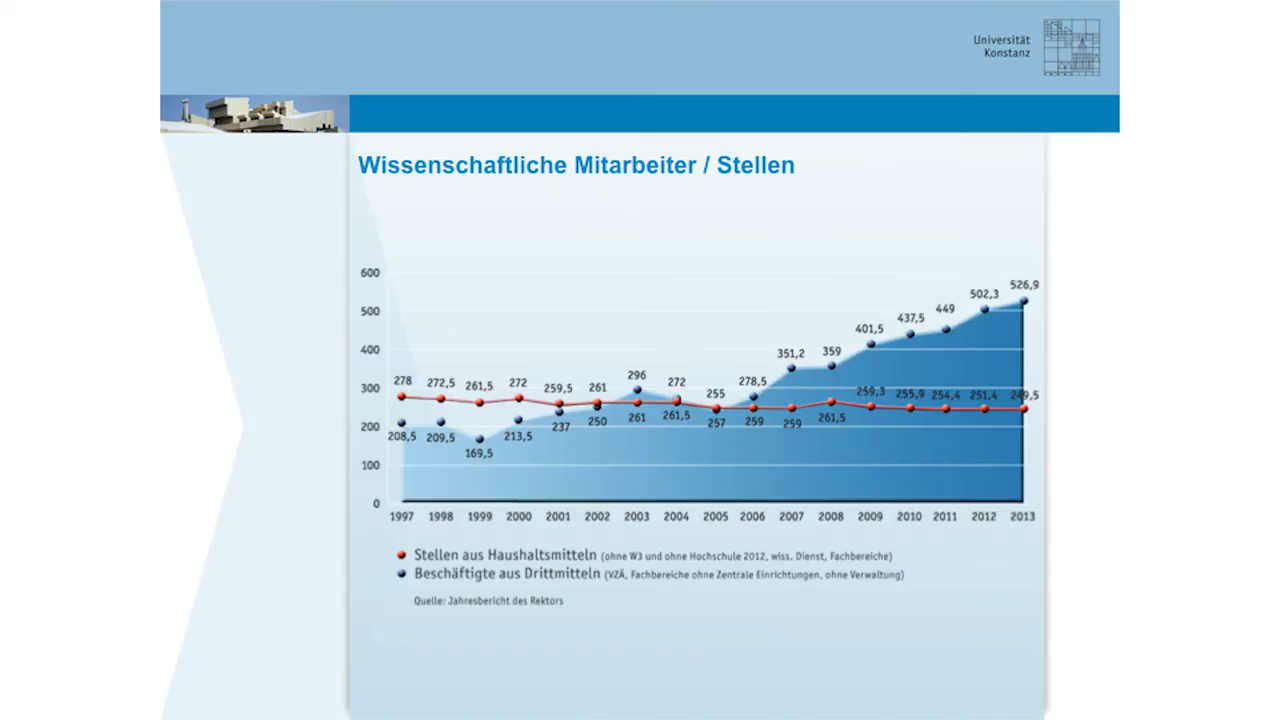 Universität
Konstanz
Wissenschaftliche Mitarbeiter / Stellen
600
500
400
300
200
100
0
526,9
502,3
449
437,5
401,5
351,2 359
296
278 272,5 261,5 272 259,5 261 272 255 278,5 259,3 255,9 254,4 251,4 249,5
208,5 209,5 169,5 213,5 237 250 261 261,5 257 259 259 261,5
1997 1998 1999 2000 2001 2002 2003 2004 2005 2006 2007 2008 2009 2010 2011 2012 2013
Stellen aus Haushaltsmitteln (ohne W3 und ohne Hochschule 2012, wiss. Dienst, Fachbereiche)
Beschäftigte aus Drittmitteln (VZÄ, Fachbereiche ohne Zentrale Einrichtungen, ohne Verwaltung)
Quelle: Jahresbericht des Rektors